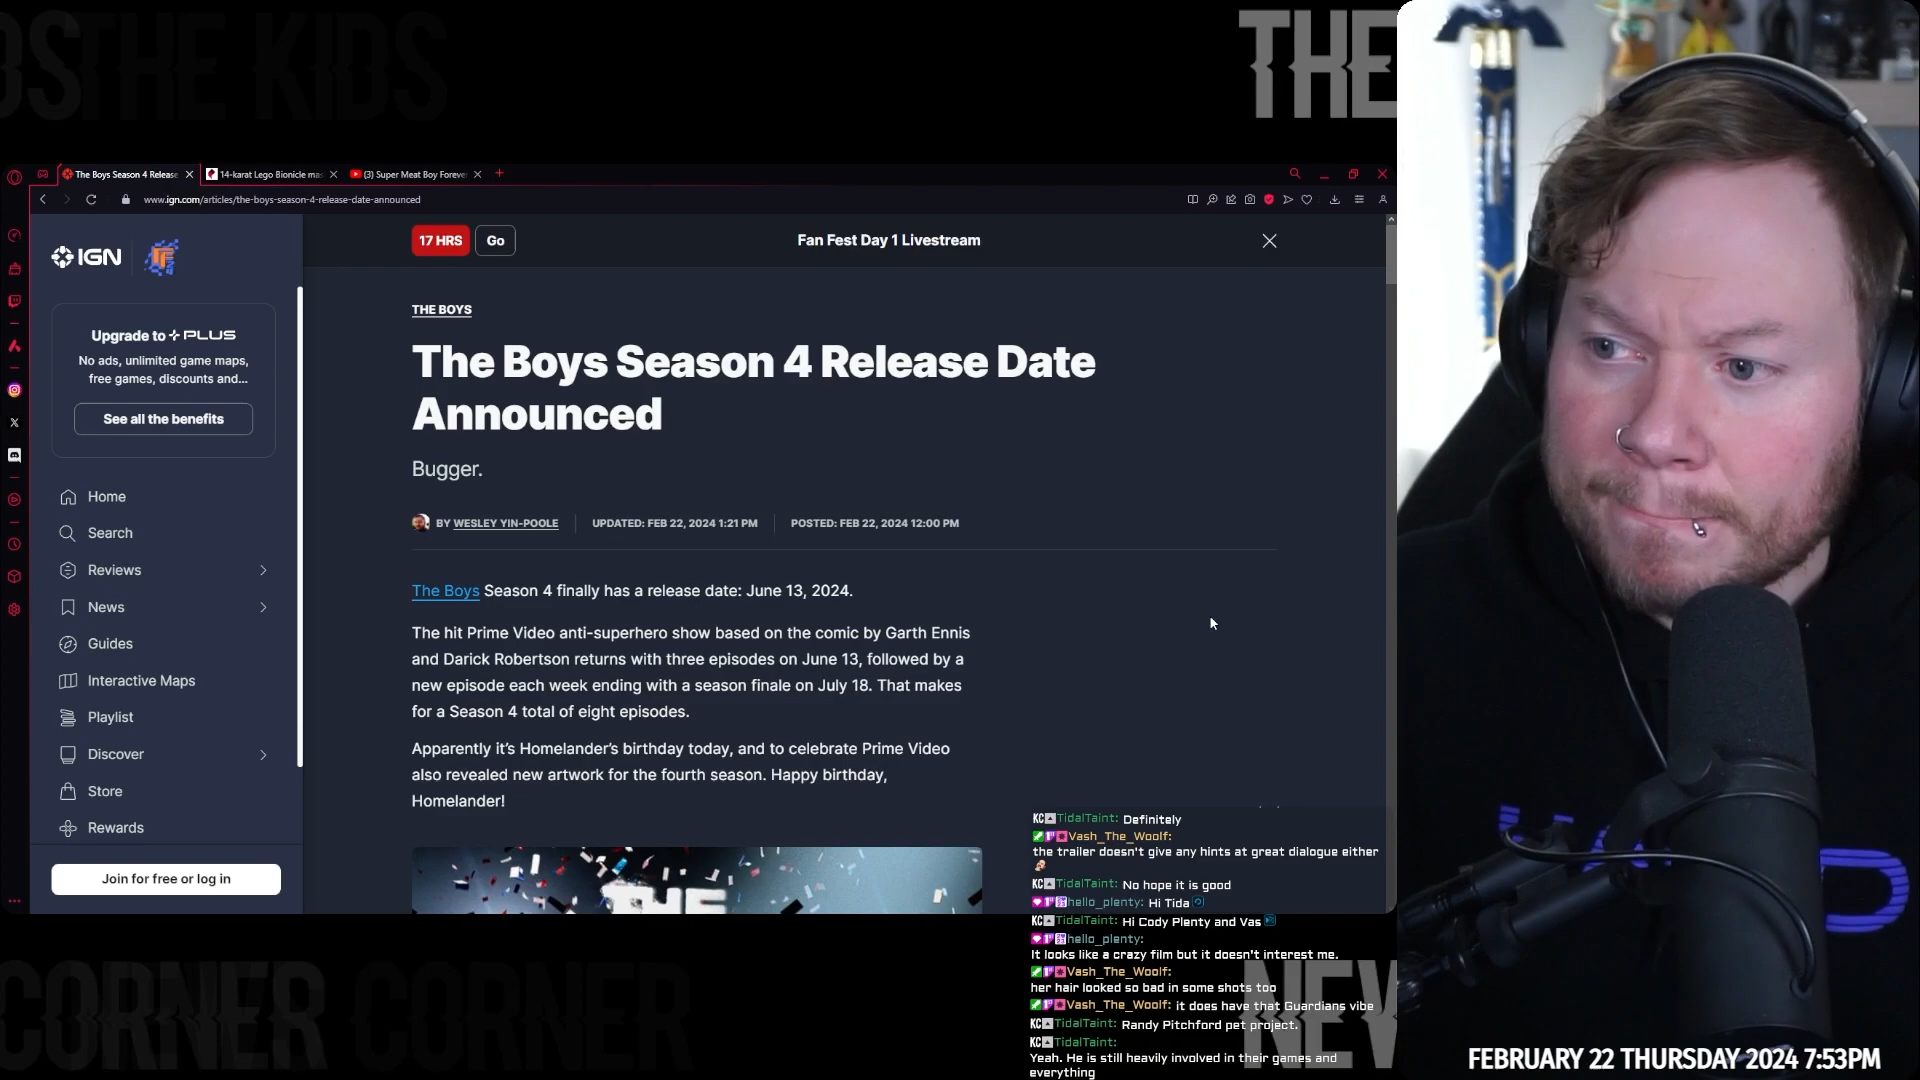 THE KIDS
THE
The Boys Season 4 Release
14-karat Lego Bionicle mas
(3) Super Meat Boy Foreve
www.ign.com/articles/the-boys-season-4-release-date-announced
IGN
17 HRS
Go
Fan Fest Day 1 Livestream
Upgrade to PLUS
No ads, unlimited game maps,
free games, discounts and...
See all the benefits
Home
Search
Reviews
News
Guides
Interactive Maps
Playlist
Discover
Store
Rewards
Join for free or log in
THE BOYS
The Boys Season 4 Release Date
Announced
Bugger.
BY WESLEY YIN-POOLE
UPDATED: FEB 22, 2024 1:21 PM
POSTED: FEB 22, 2024 12:00 PM
The Boys Season 4 finally has a release date: June 13, 2024.
The hit Prime Video anti-superhero show based on the comic by Garth Ennis
and Darick Robertson returns with three episodes on June 13, followed by a
new episode each week ending with a season finale on July 18. That makes
for a Season 4 total of eight episodes.
Apparently it's Homelander's birthday today, and to celebrate Prime Video
also revealed new artwork for the fourth season. Happy birthday,
Homelander!
THE
TidalTaint: Definitely
Vash_The_Woolf:
the trailer doesn't give any hints at great dialogue either
TidalTaint: No hope it is good
hello_plenty: Hi Tida
TidalTaint: Hi Cody Plenty and Vas
hello_plenty:
It looks like a crazy film but it doesn't interest me.
Vash_The_Woolf:
her hair looked so bad in some shots too
Vash_The_Woolf: it does have that Guardians vibe
TidalTaint: Randy Pitchford pet project.
TidalTaint:
Yeah. He is still heavily involved in their games and
everything
CORNER CORNER
NEW
FEBRUARY 22 THURSDAY 2024 7:53PM